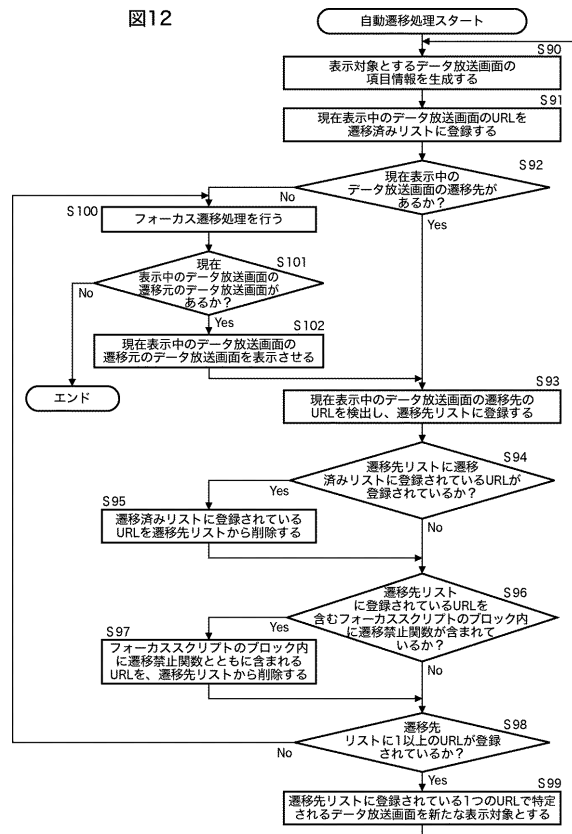 図12
自動遷移処理スタート
S90
表示対象とするデータ放送画面の
項目情報を生成する
S91
現在表示中のデータ放送画面のURLを
遷移済みリストに登録する
S92
現在表示中の
データ放送画面の遷移先が
あるか？
No
Yes
S100
フォーカス遷移処理を行う
S101
現在
表示中のデータ放送画面の
遷移元のデータ放送画面が
あるか？
No
Yes
S102
現在表示中のデータ放送画面の
遷移元のデータ放送画面を表示させる
エンド
S93
現在表示中のデータ放送画面の遷移先の
URLを検出し、遷移先リストに登録する
S94
遷移先リストに遷移
済みリストに登録されているURLが
登録されているか？
Yes
No
S95
遷移済みリストに登録されている
URLを遷移先リストから削除する
S96
遷移先リスト
に登録されているURLを
含むフォーカススクリプトのブロック内
に遷移禁止関数が含まれて
いるか？
Yes
No
S97
フォーカススクリプトのブロック内
に遷移禁止関数とともに含まれる
URLを、遷移先リストから削除する
S98
遷移先
リストに1以上のURLが登録
されているか？
No
Yes
S99
遷移先リストに登録されている1つのURLで特定
されるデータ放送画面を新たな表示対象とする